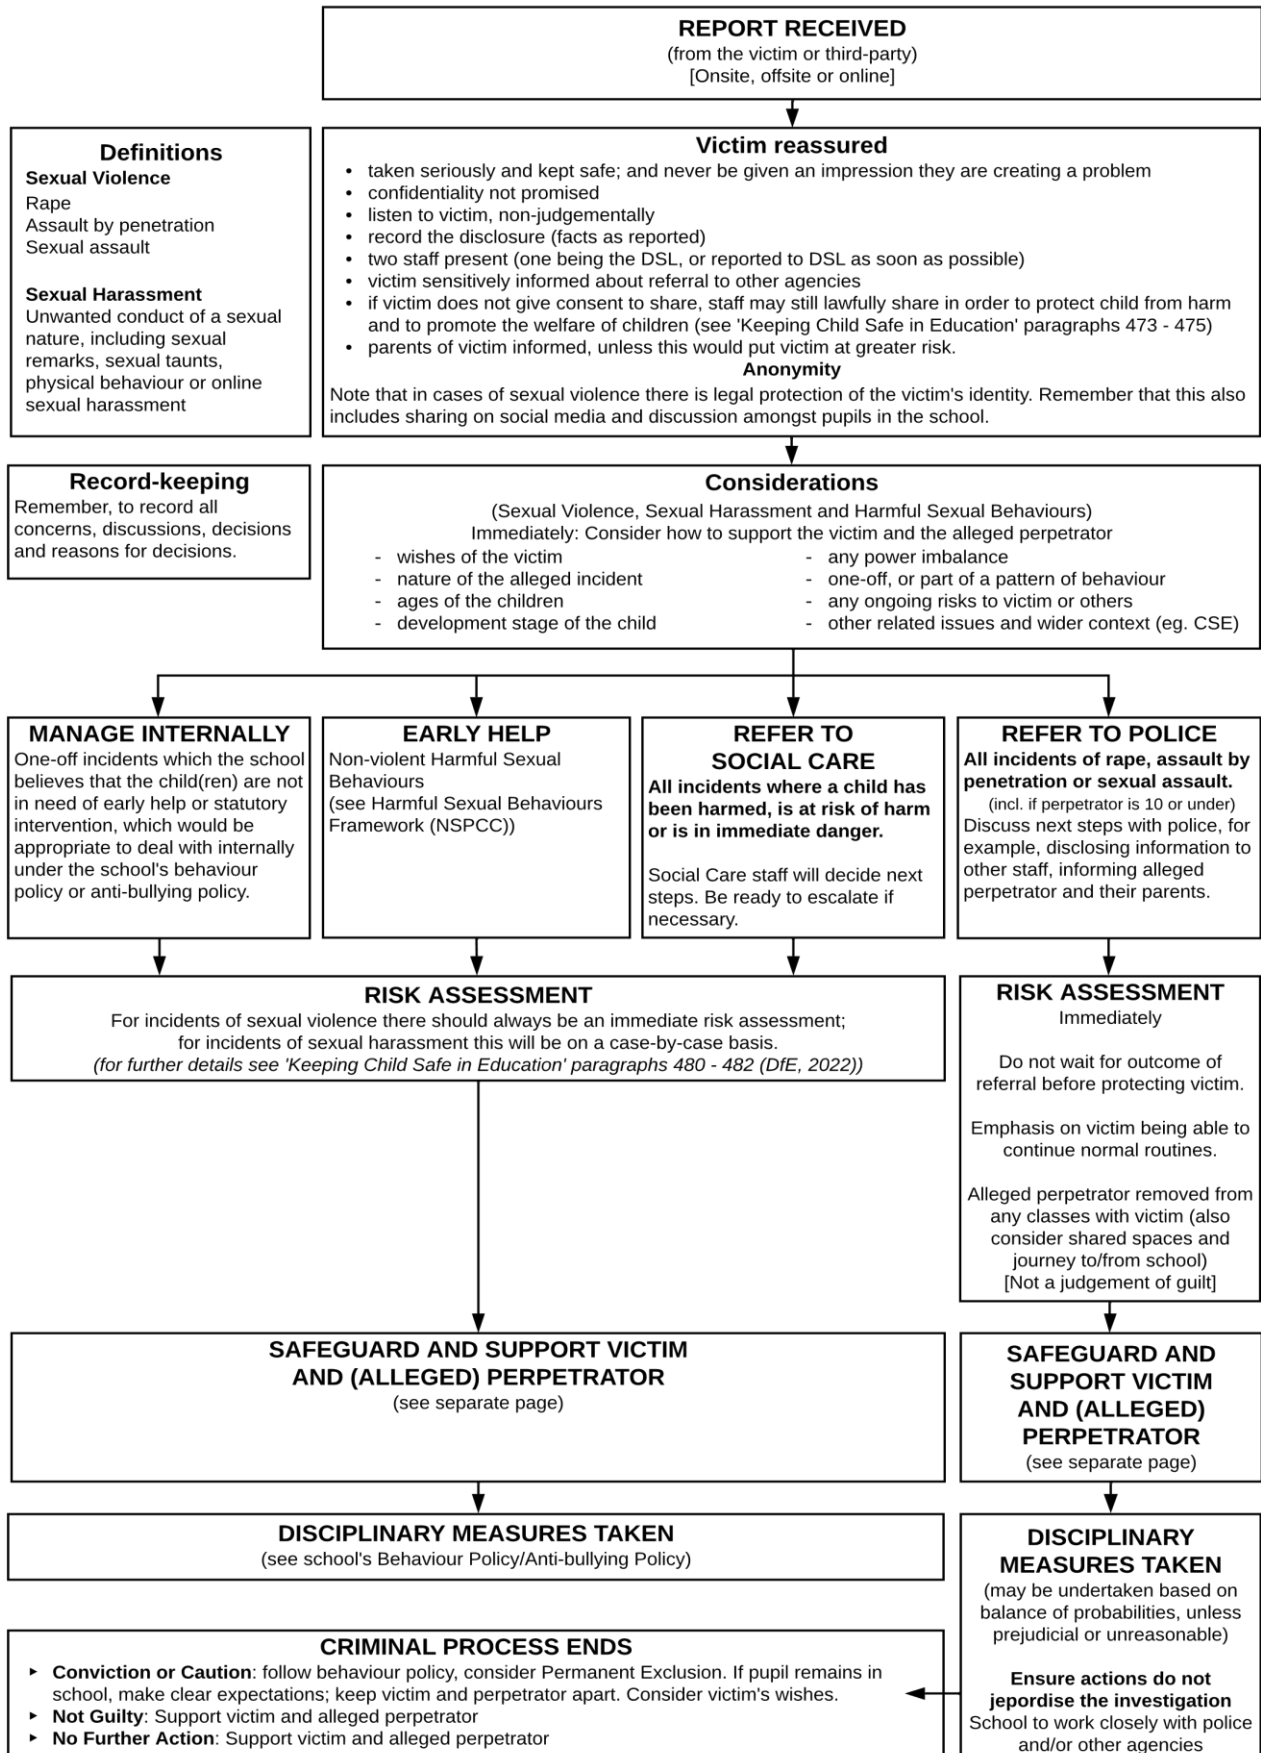 REPORT RECEIVED
(from the victim or third-party)
[Onsite, offsite or online]
Definitions
Sexual Violence
Rape
Assault by penetration
Sexual assault
Sexual Harassment
Unwanted conduct of a sexual
nature, including sexual
remarks, sexual taunts,
physical behaviour or online
sexual harassment
Victim reassured
• taken seriously and kept safe; and never be given an impression they are creating a problem
• confidentiality not promised
• listen to victim, non-judgementally
• record the disclosure (facts as reported)
• two staff present (one being the DSL, or reported to DSL as soon as possible)
• victim sensitively informed about referral to other agencies
• if victim does not give consent to share, staff may still lawfully share in order to protect child from harm
and to promote the welfare of children (see 'Keeping Child Safe in Education' paragraphs 473 - 475)
• parents of victim informed, unless this would put victim at greater risk.
Anonymity
Note that in cases of sexual violence there is legal protection of the victim's identity. Remember that this also
includes sharing on social media and discussion amongst pupils in the school.
Record-keeping
Remember, to record all
concerns, discussions, decisions
and reasons for decisions.
Considerations
(Sexual Violence, Sexual Harassment and Harmful Sexual Behaviours)
Immediately: Consider how to support the victim and the alleged perpetrator
- wishes of the victim
- nature of the alleged incident
- ages of the children
- development stage of the child
- any power imbalance
- one-off, or part of a pattern of behaviour
- any ongoing risks to victim or others
- other related issues and wider context (eg. CSE)
MANAGE INTERNALLY
One-off incidents which the school
believes that the child(ren) are not
in need of early help or statutory
intervention, which would be
appropriate to deal with internally
under the school's behaviour
policy or anti-bullying policy.
EARLY HELP
Non-violent Harmful Sexual
Behaviours
(see Harmful Sexual Behaviours
Framework (NSPCC))
REFER TO
SOCIAL CARE
All incidents where a child has
been harmed, is at risk of harm
or is in immediate danger.
Social Care staff will decide next
steps. Be ready to escalate if
necessary.
REFER TO POLICE
All incidents of rape, assault by
penetration or sexual assault.
(incl. if perpetrator is 10 or under)
Discuss next steps with police, for
example, disclosing information to
other staff, informing alleged
perpetrator and their parents.
RISK ASSESSMENT
For incidents of sexual violence there should always be an immediate risk assessment;
for incidents of sexual harassment this will be on a case-by-case basis.
(for further details see 'Keeping Child Safe in Education' paragraphs 480 - 482 (DfE, 2022))
RISK ASSESSMENT
Immediately
Do not wait for outcome of
referral before protecting victim.
Emphasis on victim being able to
continue normal routines.
Alleged perpetrator removed from
any classes with victim (also
consider shared spaces and
journey to/from school)
[Not a judgement of guilt]
SAFEGUARD AND SUPPORT VICTIM
AND (ALLEGED) PERPETRATOR
(see separate page)
SAFEGUARD AND
SUPPORT VICTIM
AND (ALLEGED)
PERPETRATOR
(see separate page)
DISCIPLINARY MEASURES TAKEN
(see school's Behaviour Policy/Anti-bullying Policy)
DISCIPLINARY
MEASURES TAKEN
(may be undertaken based on
balance of probabilities, unless
prejudicial or unreasonable)
Ensure actions do not
jepordise the investigation
School to work closely with police
and/or other agencies
CRIMINAL PROCESS ENDS
► Conviction or Caution: follow behaviour policy, consider Permanent Exclusion. If pupil remains in
school, make clear expectations; keep victim and perpetrator apart. Consider victim's wishes.
► Not Guilty: Support victim and alleged perpetrator
► No Further Action: Support victim and alleged perpetrator